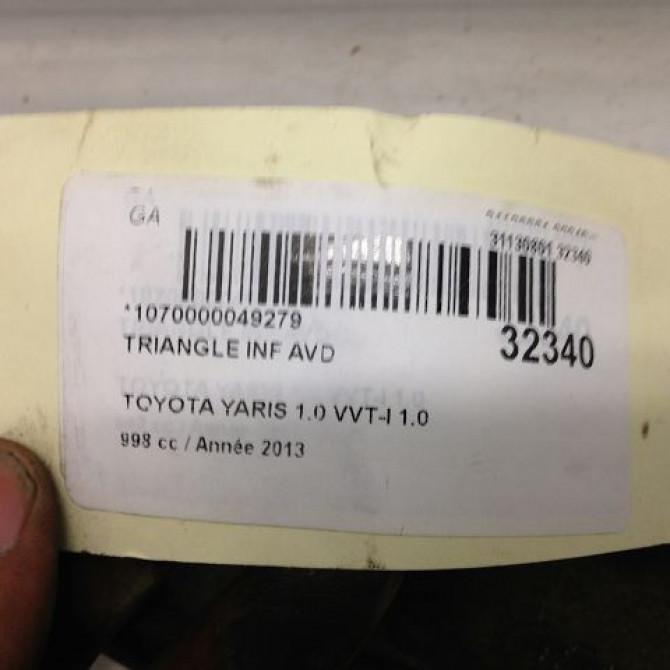 GA
31130801 32340
*1070000049279
32340
TRIANGLE INF AVD
TOYOTA YARIS 1.0 VVT-I 1.0
998 cc / Année 2013